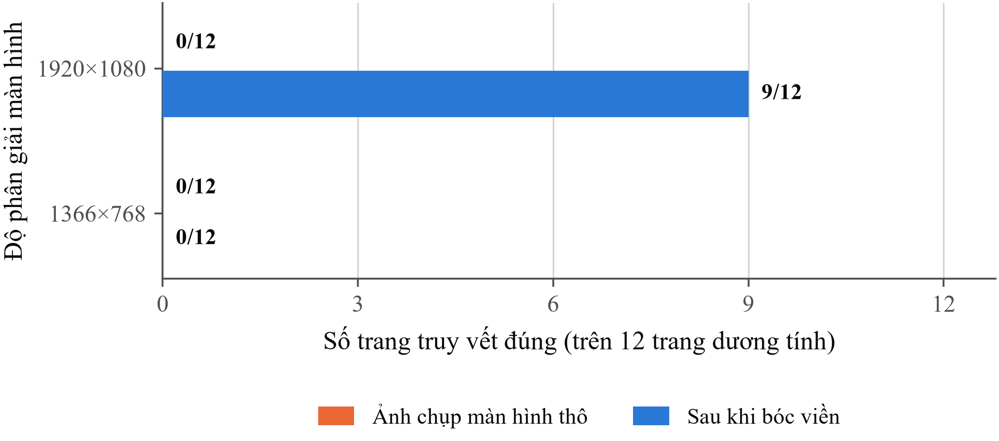 Độ phân giải màn hình
0/12
1920×1080
9/12
0/12
1366×768
0/12
0 3 6 9 12
Số trang truy vết đúng (trên 12 trang dương tính)
Ảnh chụp màn hình thô Sau khi bóc viền